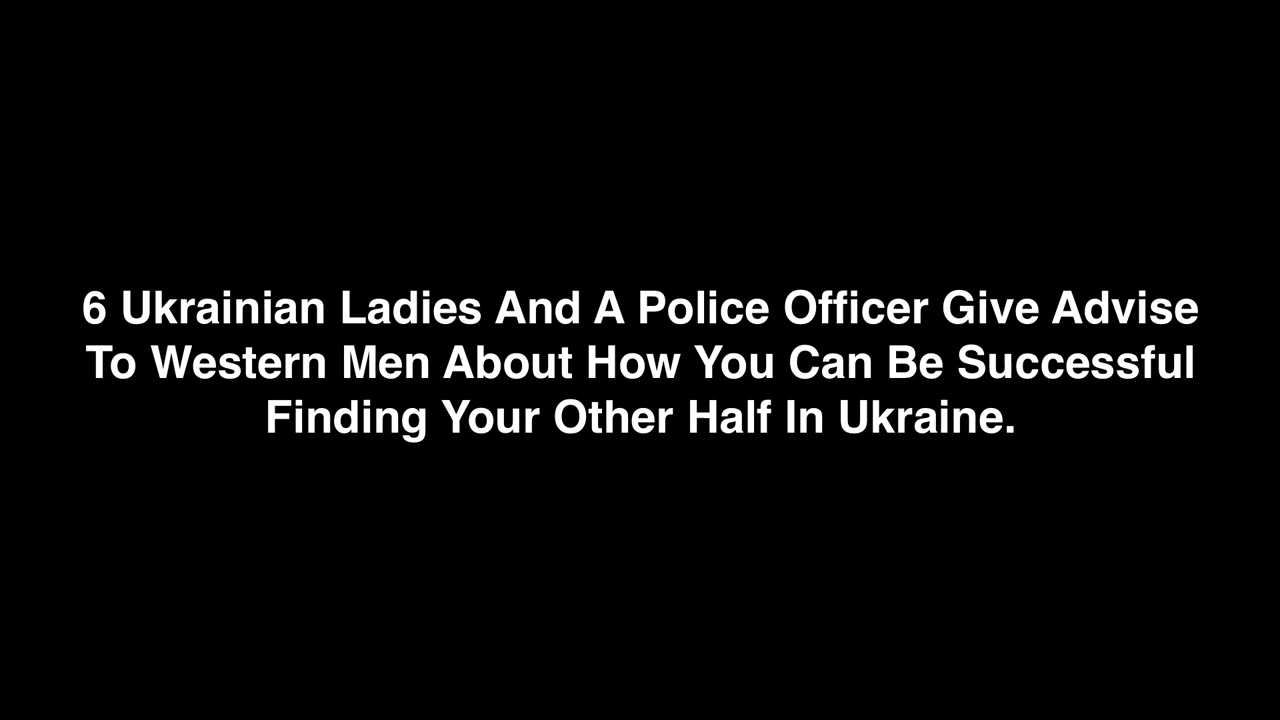 6 Ukrainian Ladies And A Police Officer Give Advise
To Western Men About How You Can Be Successful
Finding Your Other Half In Ukraine.